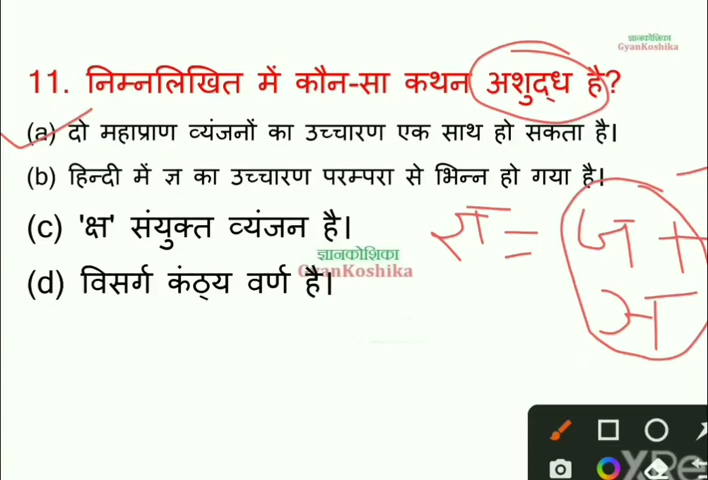 ज्ञानकोशिका
GyanKoshika
11. निम्नलिखित में कौन-सा कथन अशुद्ध है?
(a) दो महाप्राण व्यंजनों का उच्चारण एक साथ हो सकता है।
(b) हिन्दी में ज्ञ का उच्चारण परम्परा से भिन्न हो गया है।
(c) 'क्ष' संयुक्त व्यंजन है।
ज्ञ = ज +
ञ
ज्ञानकोशिका
GyanKoshika
(d) विसर्ग कंठ्य वर्ण है।